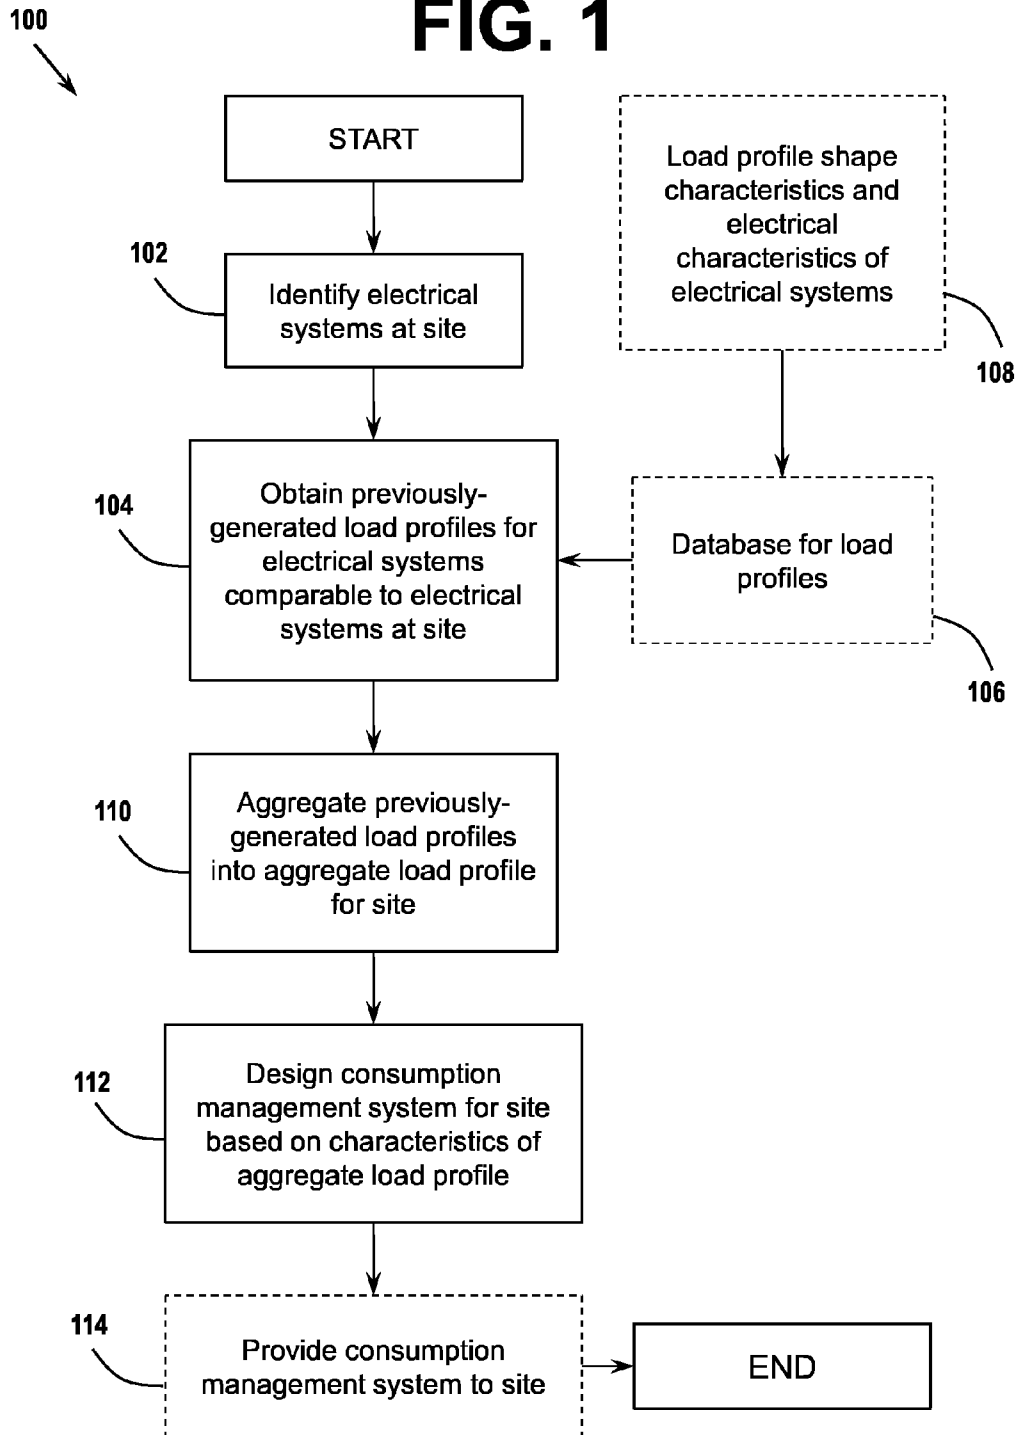 FIG. 1
100
START
Load profile shape
characteristics and
electrical
characteristics of
electrical systems
108
102
Identify electrical
systems at site
104
Obtain previously-
generated load profiles for
electrical systems
comparable to electrical
systems at site
Database for load
profiles
106
110
Aggregate previously-
generated load profiles
into aggregate load profile
for site
112
Design consumption
management system for site
based on characteristics of
aggregate load profile
114
Provide consumption
management system to site
END